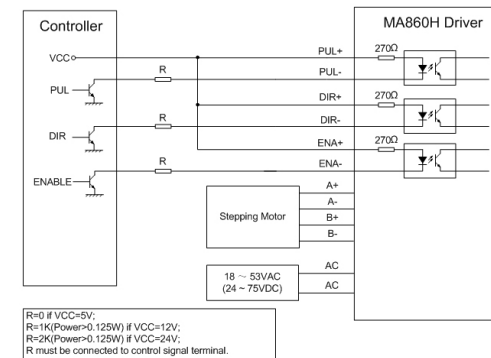 Controller
MA860H Driver
VCC
PUL+
270Ω
R
PUL-
PUL
DIR+
270Ω
R
DIR-
DIR
ENA+
270Ω
R
ENA-
ENABLE
A+
A-
Stepping Motor
B+
B-
AC
18 ~ 53VAC
(24 ~ 75VDC)
AC
R=0 if VCC=5V;
R=1K(Power>0.125W) if VCC=12V;
R=2K(Power>0.125W) if VCC=24V;
R must be connected to control signal terminal.